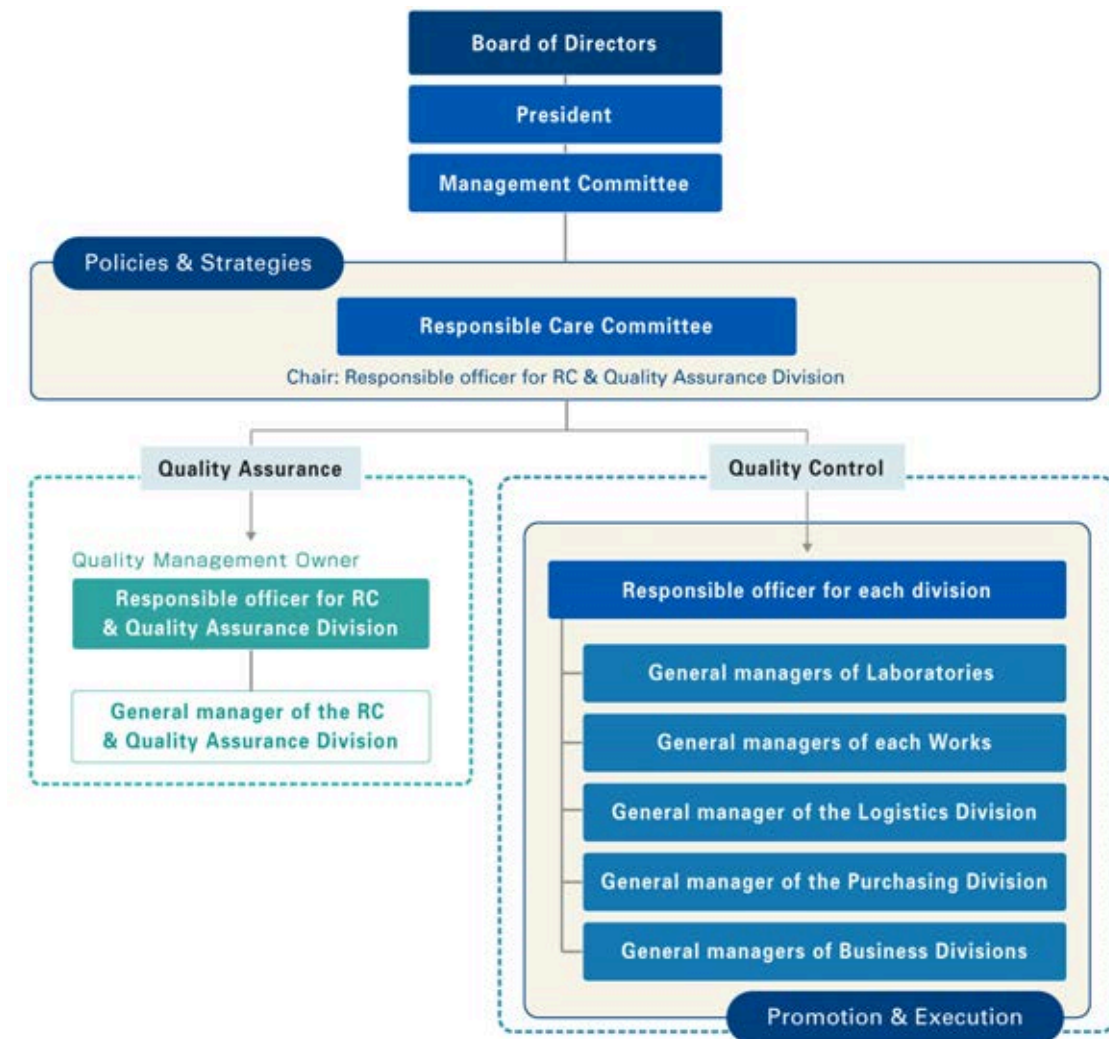 Board of Directors
President
Management Committee
Policies & Strategies
Responsible Care Committee
Chair: Responsible officer for RC & Quality Assurance Division
Quality Assurance
Quality Management Owner
Responsible officer for RC
& Quality Assurance Division
General manager of the RC
& Quality Assurance Division
Quality Control
Responsible officer for each division
General managers of Laboratories
General managers of each Works
General manager of the Logistics Division
General manager of the Purchasing Division
General managers of Business Divisions
Promotion & Execution